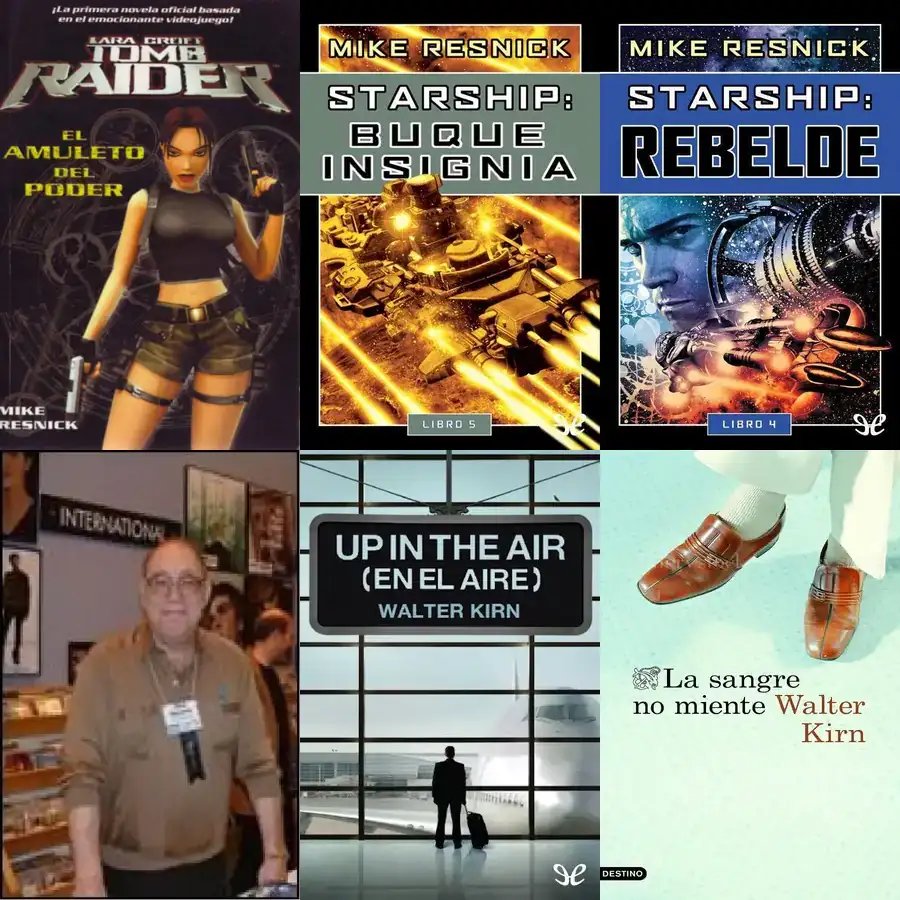 ¡La primera novela oficial basada
en el emocionante videojuego!
LARA CROFT
TOMB
RAIDER
EL
AMULETO
DEL
PODER
MIKE
RESNICK
MIKE RESNICK
STARSHIP:
BUQUE
INSIGNIA
LIBRO 5
MIKE RESNICK
STARSHIP:
REBELDE
LIBRO 4
INTERNATIONAL
UP IN THE AIR
(EN EL AIRE)
WALTER KIRN
La sangre
no miente Walter
Kirn
DESTINO